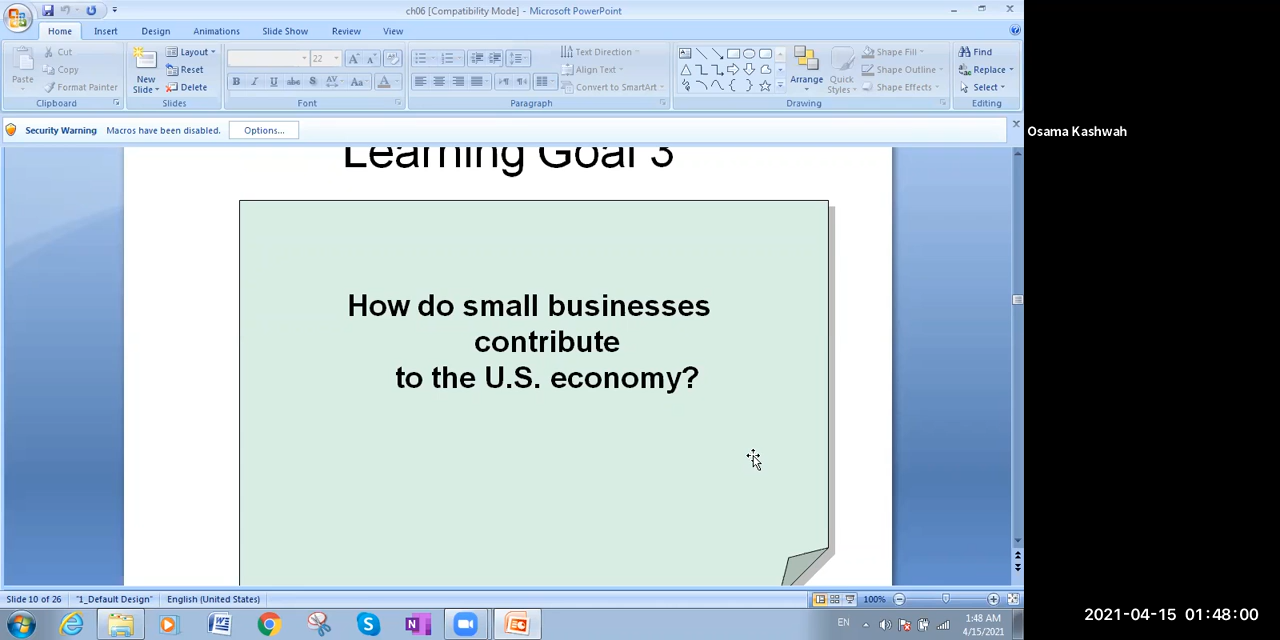 ch06 [Compatibility Mode] - Microsoft PowerPoint
Home Insert Design Animations Slide Show Review View
Cut
Copy
Format Painter
Paste
Clipboard
New
Slide
Layout
Reset
Delete
Slides
22
Font
Paragraph
Text Direction
Align Text
Convert to SmartArt
Arrange
Quick
Styles
Shape Fill
Shape Outline
Shape Effects
Drawing
Find
Replace
Select
Editing
Security Warning Macros have been disabled. Options...
Osama Kashwah
Learning Goal 3
How do small businesses
contribute
to the U.S. economy?
Slide 10 of 26 "1_Default Design" English (United States) 100%
EN 1:48 AM
4/15/2021
2021-04-15 01:48:00